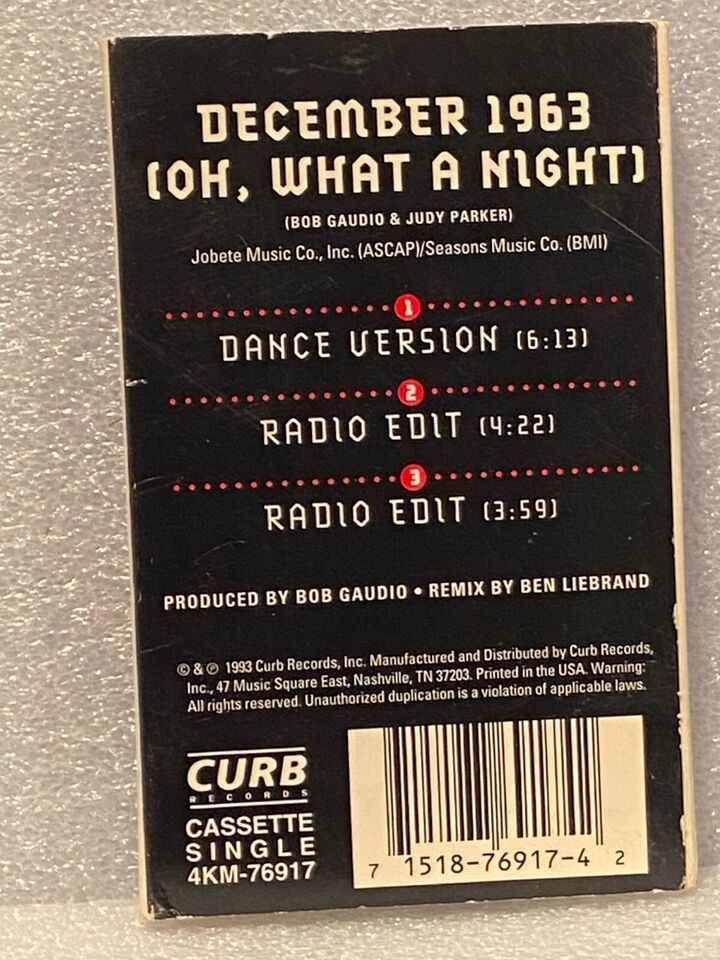 DECEMBER 1963
(OH, WHAT A NIGHT)
(BOB GAUDIO & JUDY PARKER)
Jobete Music Co., Inc. (ASCAP)/Seasons Music Co. (BMI)
1
DANCE VERSION (6:13)
2
RADIO EDIT (4:22)
3
RADIO EDIT (3:59)
PRODUCED BY BOB GAUDIO • REMIX BY BEN LIEBRAND
© & ℗ 1993 Curb Records, Inc. Manufactured and Distributed by Curb Records,
Inc., 47 Music Square East, Nashville, TN 37203. Printed in the USA. Warning:
All rights reserved. Unauthorized duplication is a violation of applicable laws.
CURB
RECORDS
CASSETTE
SINGLE
4KM-76917
7 1518-76917-4 2